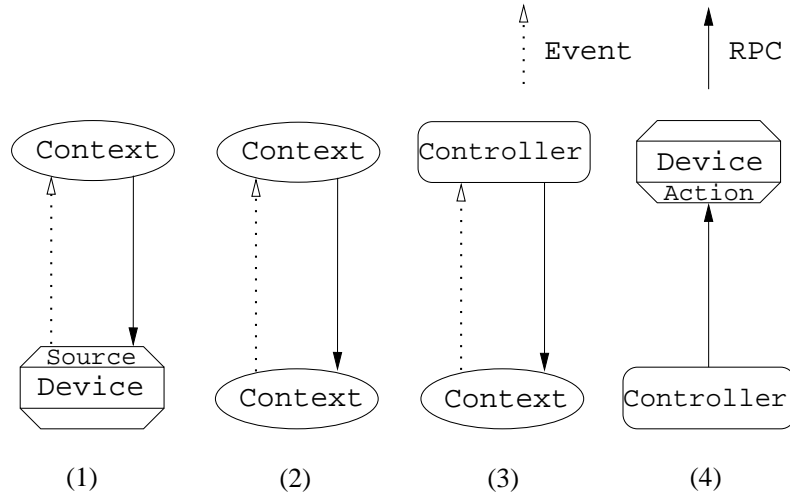 Event RPC
Context Context Controller Device
Action
Source
Device Context Context Controller
(1) (2) (3) (4)